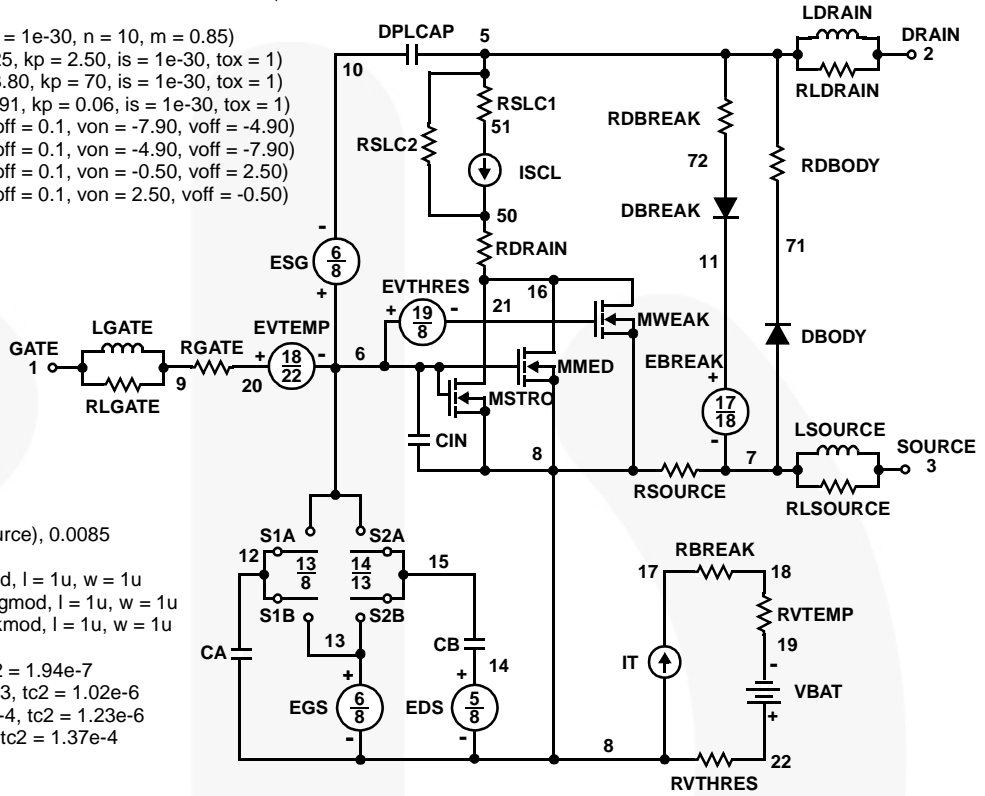 = 1e-30, n = 10, m = 0.85)
25, kp = 2.50, is = 1e-30, tox = 1)
3.80, kp = 70, is = 1e-30, tox = 1)
91, kp = 0.06, is = 1e-30, tox = 1)
off = 0.1, von = -7.90, voff = -4.90)
off = 0.1, von = -4.90, voff = -7.90)
off = 0.1, von = -0.50, voff = 2.50)
off = 0.1, von = 2.50, voff = -0.50)
urce), 0.0085
d, l = 1u, w = 1u
gmod, l = 1u, w = 1u
kmod, l = 1u, w = 1u
2 = 1.94e-7
3, tc2 = 1.02e-6
-4, tc2 = 1.23e-6
tc2 = 1.37e-4
DPLCAP
5
10
LDRAIN
DRAIN
2
RLDRAIN
RSLC1
51
RSLC2
ISCL
50
RDRAIN
RDBREAK
72
RDBODY
DBREAK
71
11
-
ESG
6
8
+
EVTHRES
+
19
8
-
16
21
MWEAK
LGATE
GATE
1
RLGATE
9
RGATE
20
EVTEMP
+
18
22
-
6
MMED
MSTRO
EBREAK
+
17
18
-
DBODY
CIN
8
RSOURCE
7
LSOURCE
SOURCE
3
RLSOURCE
S1A
S2A
12
13
8
14
13
15
S1B
S2B
13
CA
CB
14
+
EGS
6
8
-
+
EDS
5
8
-
8
RBREAK
17
18
RVTEMP
19
-
IT
VBAT
+
22
RVTHRES